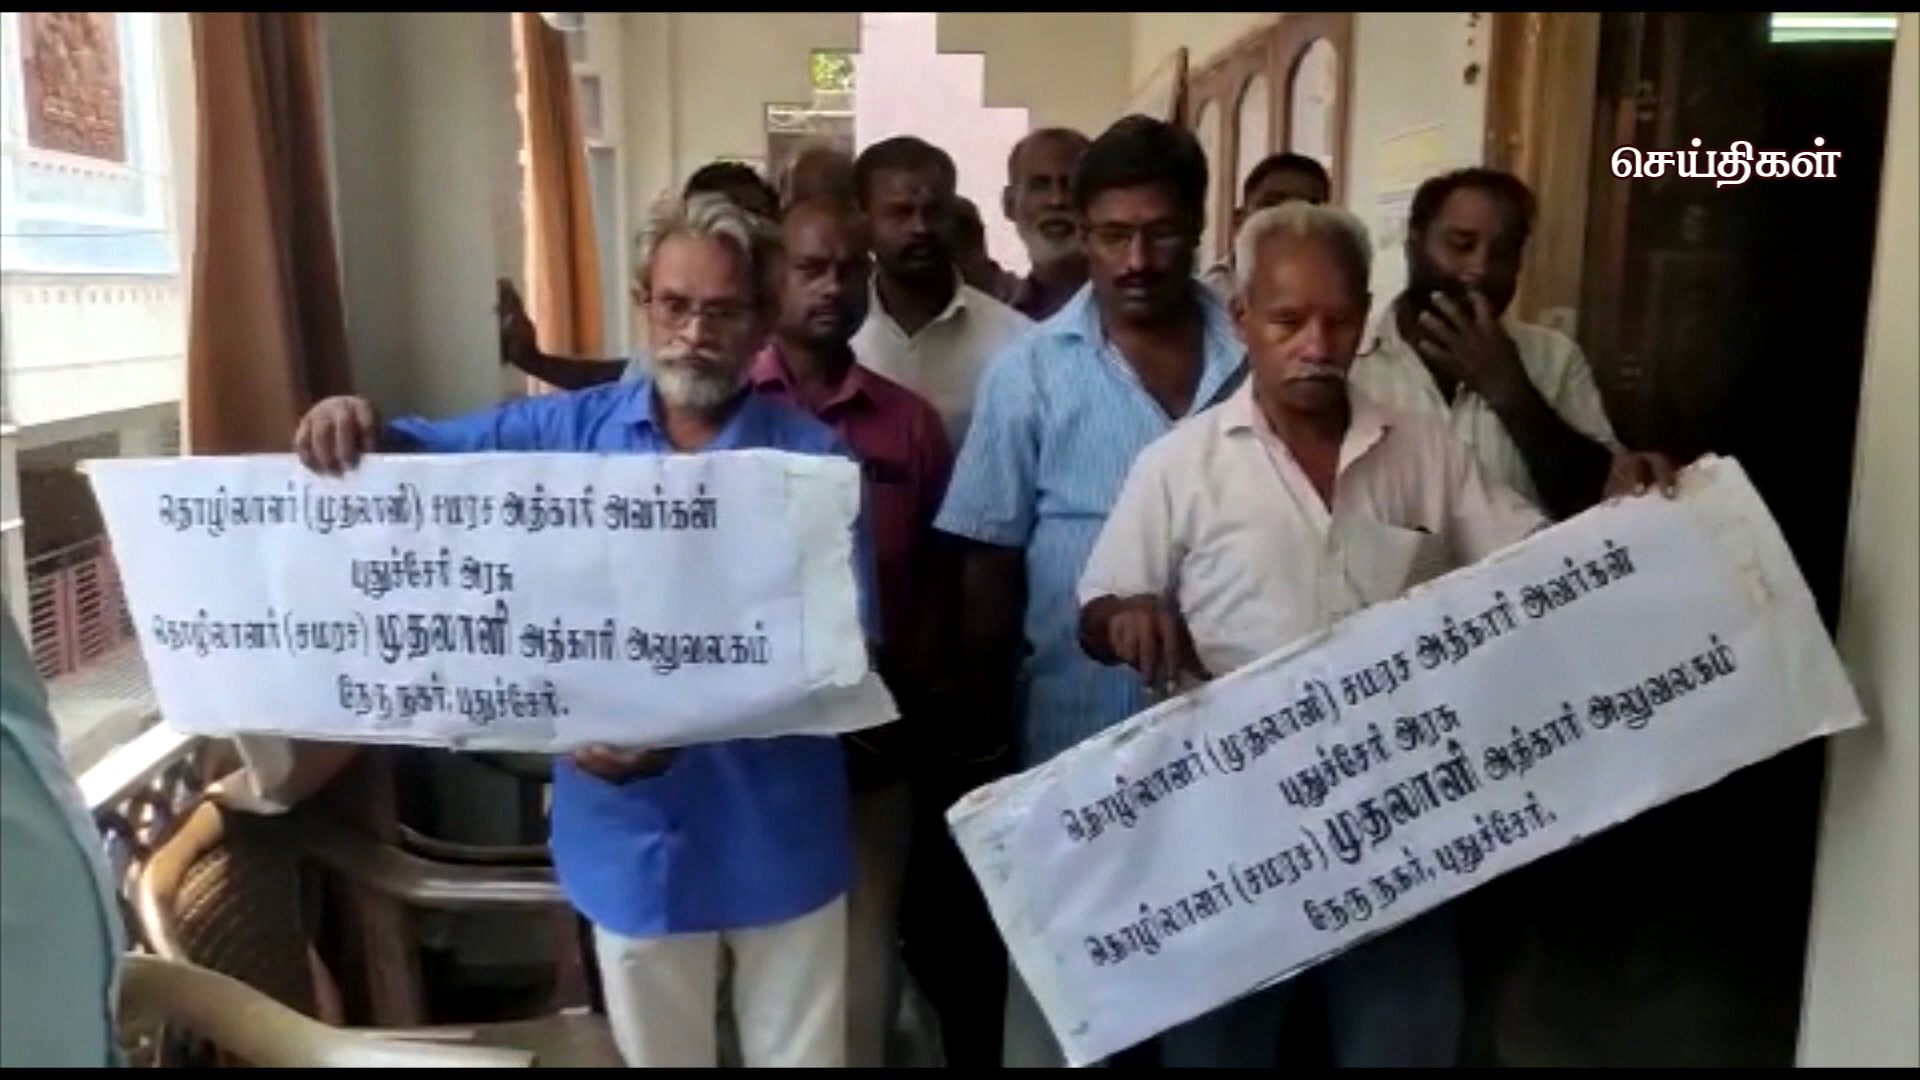 செய்திகள்
தொழிலாளர் (முதலாளி) சமரச அதிகாரி அவர்கள்
புதுச்சேரி அரசு
தொழிலாளர் (சமரச) முதலாளி அதிகாரி அலுவலகம்
நேரு நகர், புதுச்சேரி.
தொழிலாளர் (முதலாளி) சமரச அதிகாரி அவர்கள்
புதுச்சேரி அரசு
தொழிலாளர் (சமரச) முதலாளி அதிகாரி அலுவலகம்
நேரு நகர், புதுச்சேரி.